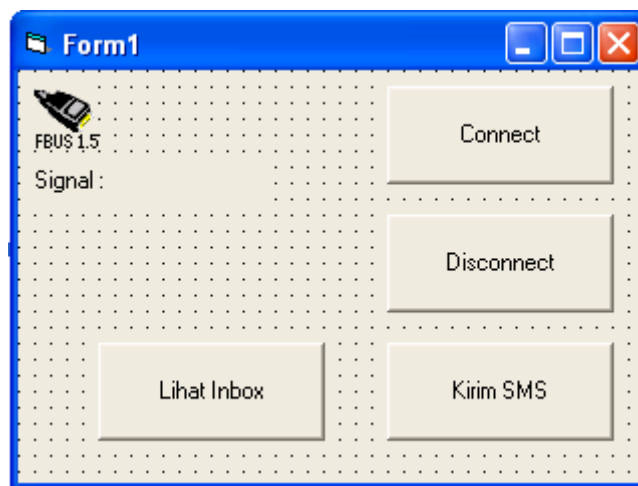 Form1
FBUS 1.5
Connect
Signal :
Disconnect
Lihat Inbox
Kirim SMS